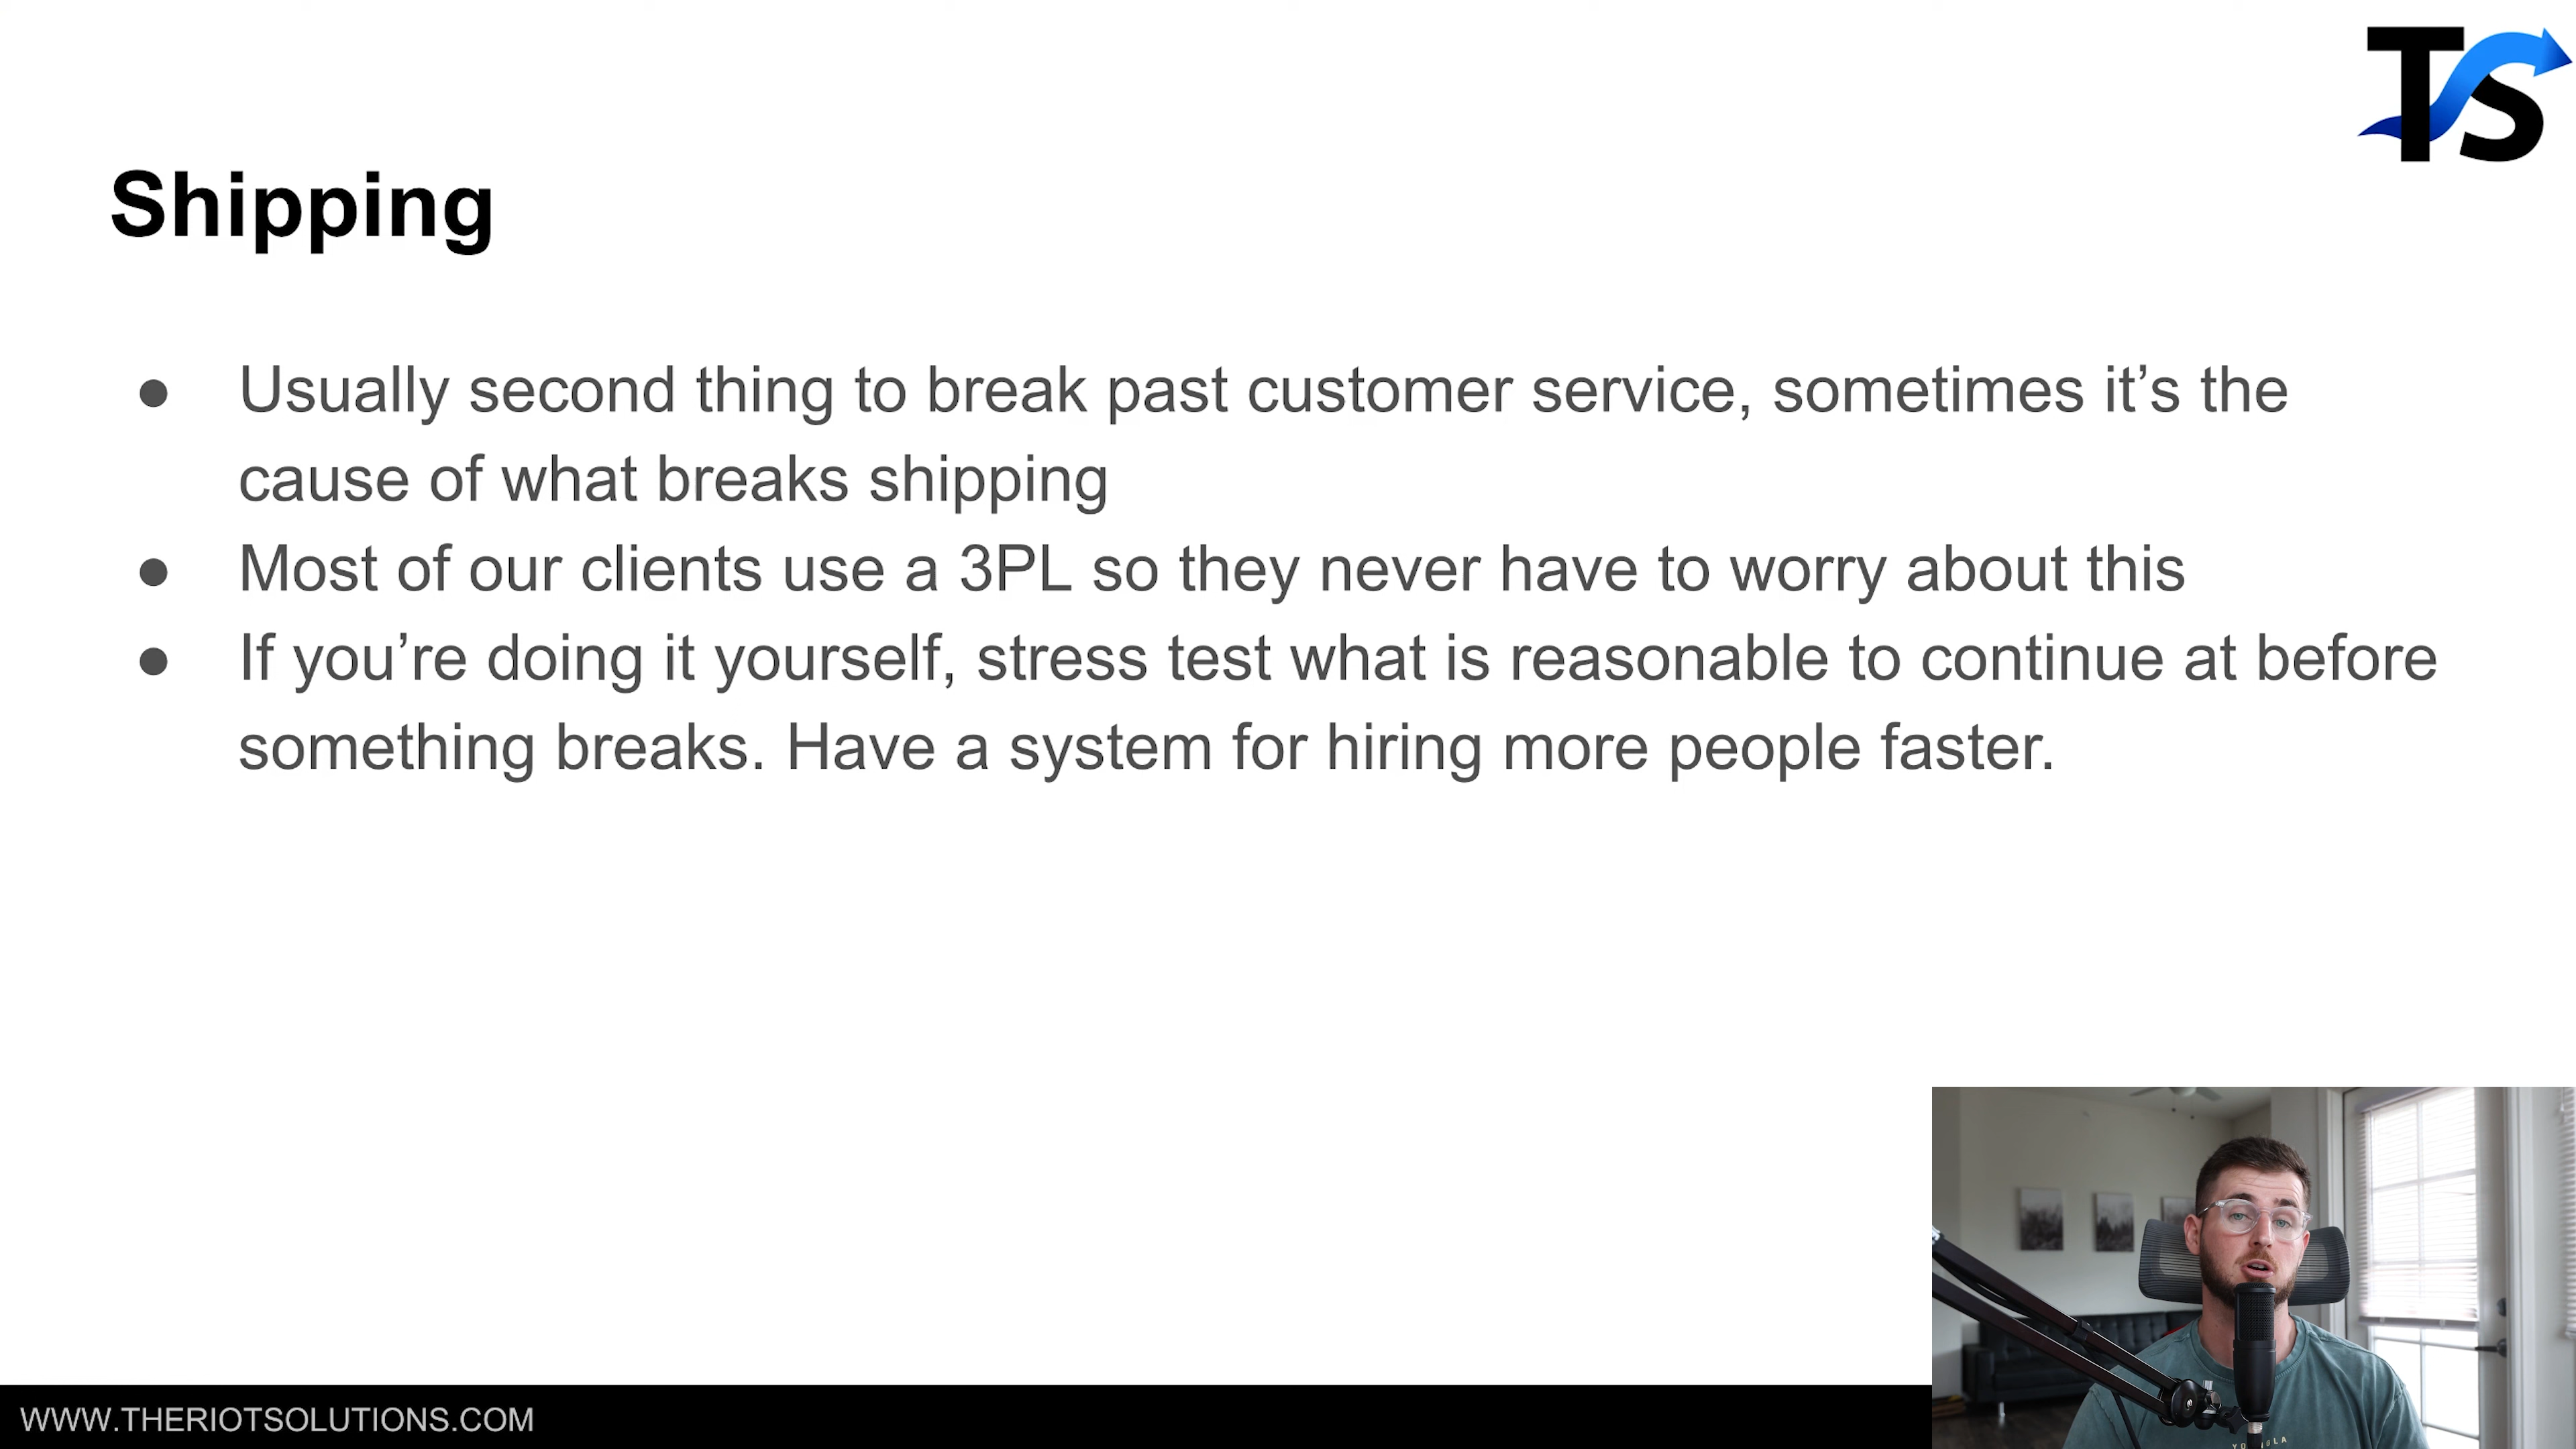 TS
Shipping
● Usually second thing to break past customer service, sometimes it’s the
cause of what breaks shipping
● Most of our clients use a 3PL so they never have to worry about this
● If you’re doing it yourself, stress test what is reasonable to continue at before
something breaks. Have a system for hiring more people faster.
WWW.THERIOTSOLUTIONS.COM